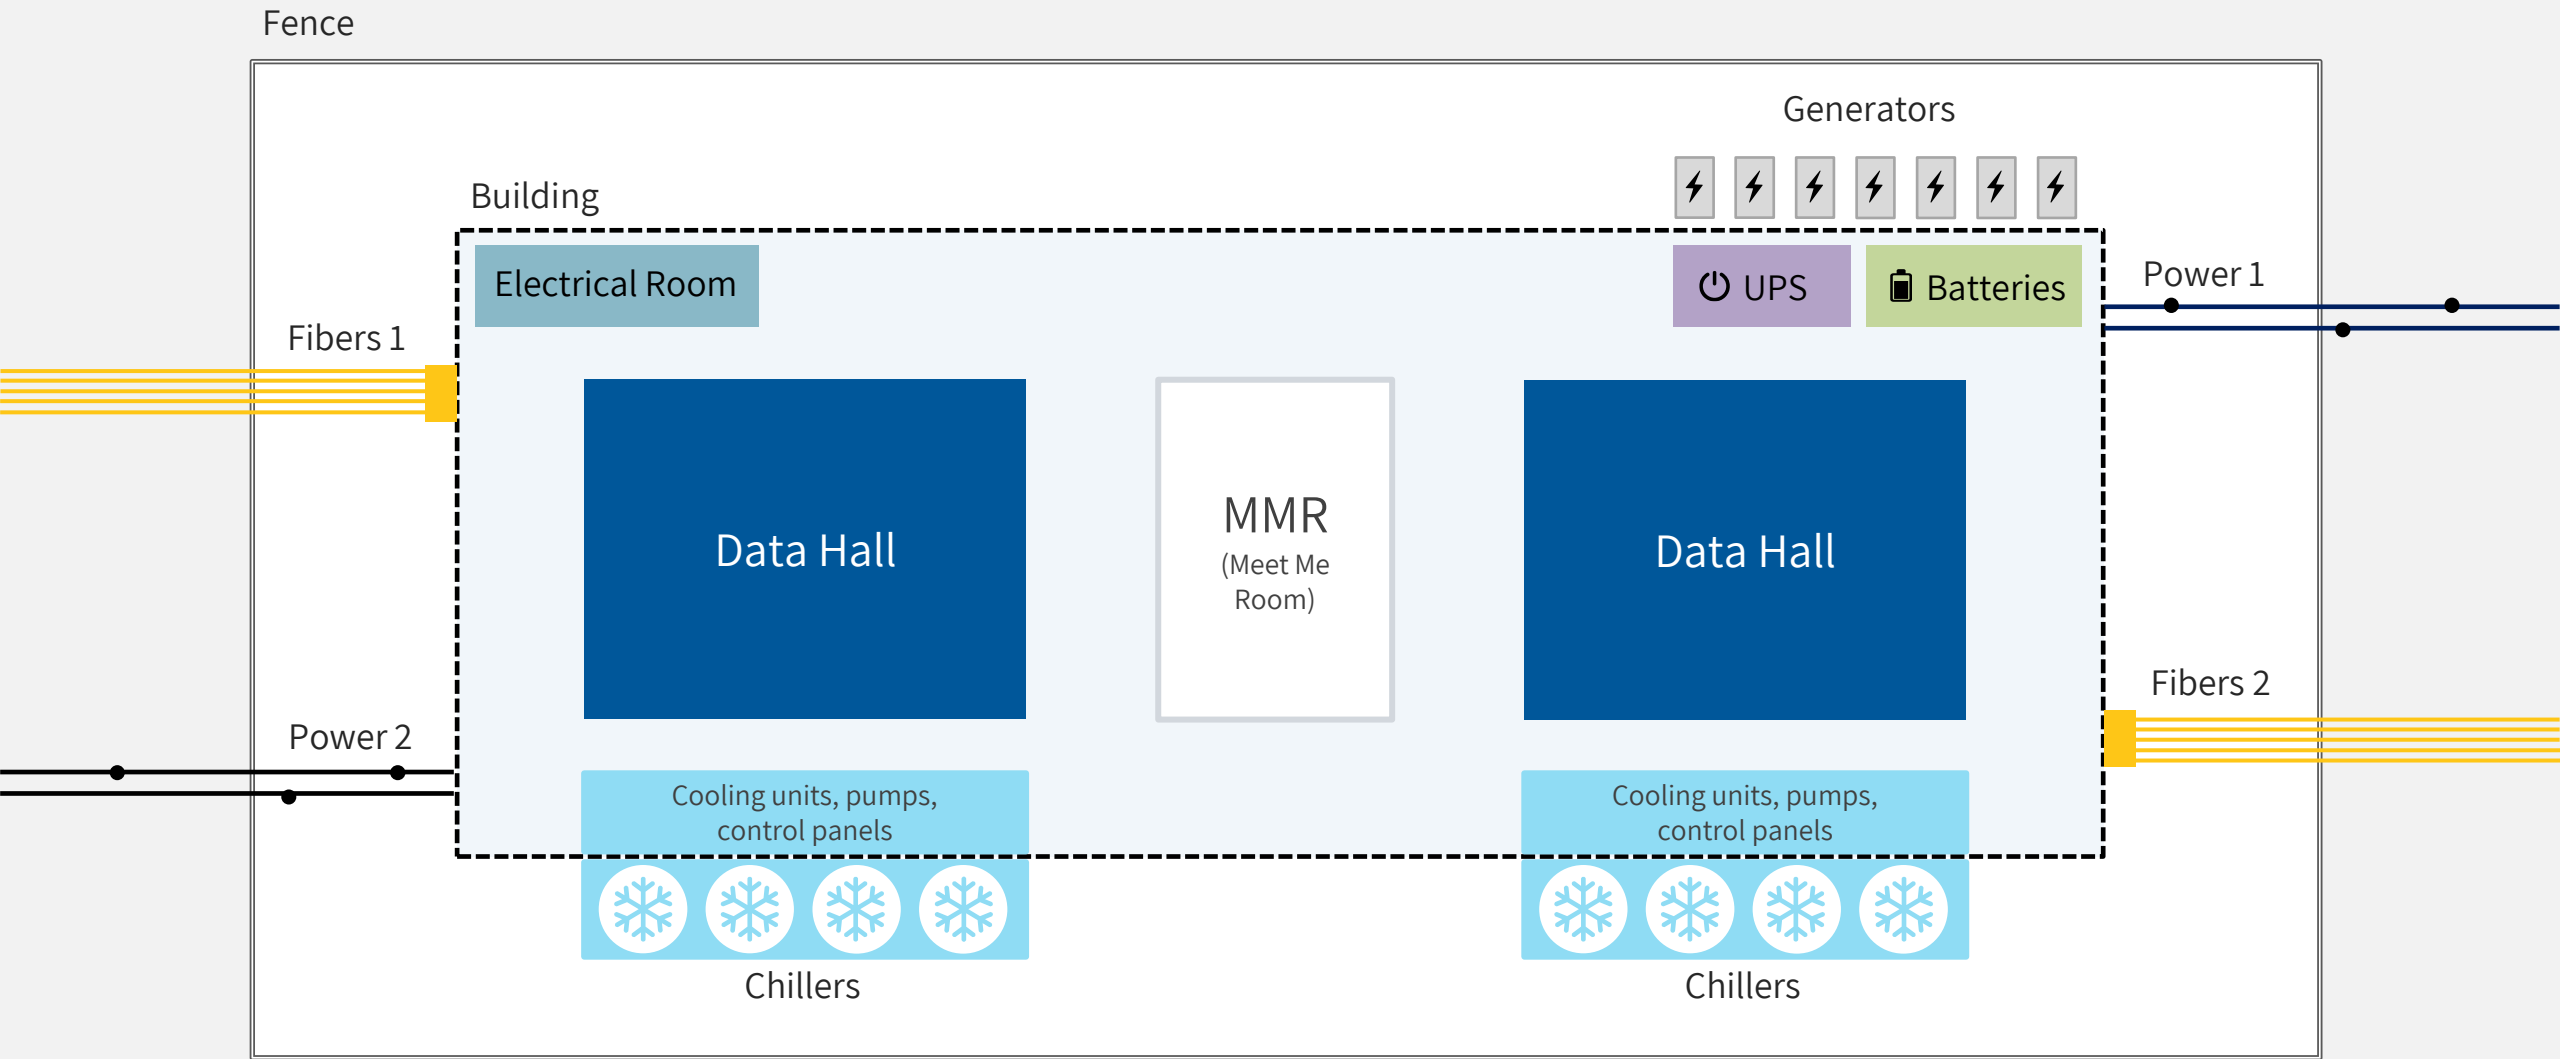 Fence
Generators
Building
Electrical Room
UPS
Batteries
Power 1
Fibers 1
Data Hall
MMR
(Meet Me
Room)
Data Hall
Fibers 2
Power 2
Cooling units, pumps,
control panels
Cooling units, pumps,
control panels
Chillers
Chillers